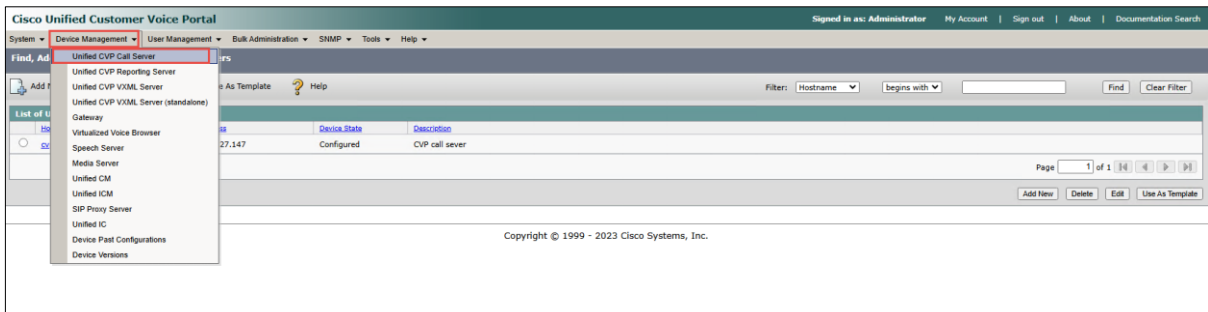 Cisco Unified Customer Voice Portal
Signed in as: Administrator My Account | Sign out | About | Documentation Search
System Device Management User Management Bulk Administration SNMP Tools Help
Find, Ad
rs
Unified CVP Call Server
Unified CVP Reporting Server
Unified CVP VXML Server
Unified CVP VXML Server (standalone)
Gateway
Virtualized Voice Browser
Speech Server
Media Server
Unified CM
Unified ICM
SIP Proxy Server
Unified IC
Device Past Configurations
Device Versions
Add
e As Template Help
Filter: Hostname begins with Find Clear Filter
List of U
Ho ss Device State Description
cv 27.147 Configured CVP call sever
Page 1 of 1
Add New Delete Edit Use As Template
Copyright © 1999 - 2023 Cisco Systems, Inc.